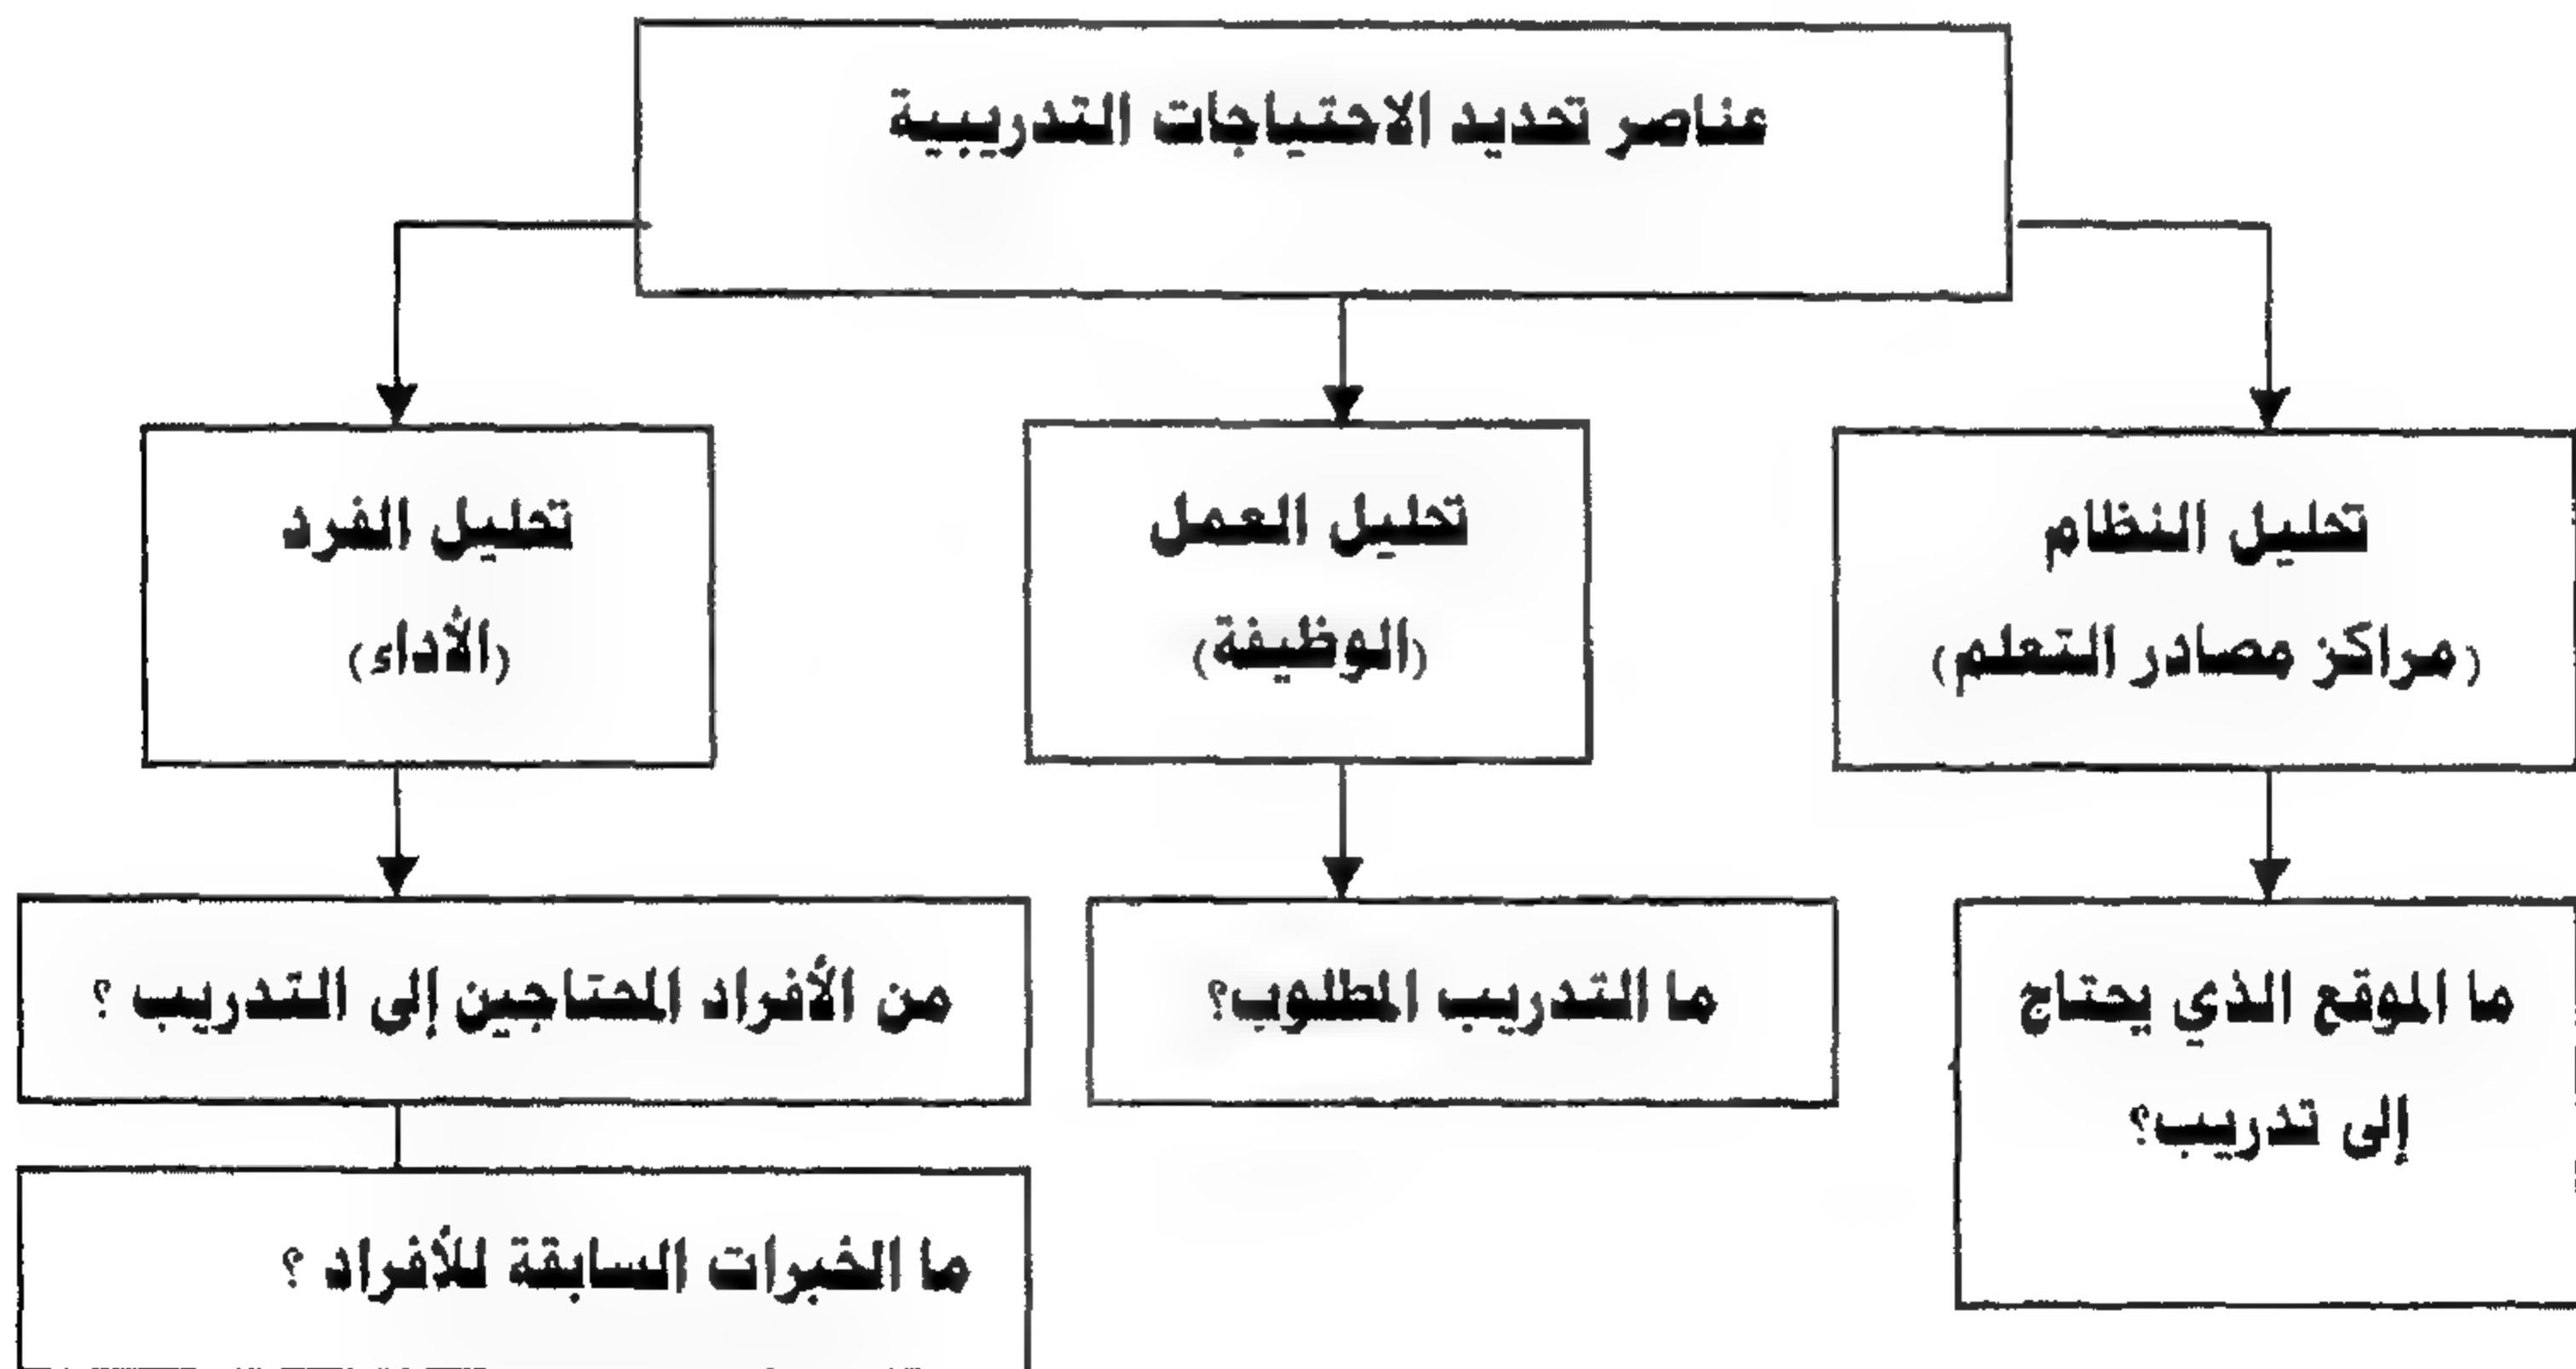 عناصر تحديد الاحتياجات التدريبية
تحليل النظام
(مراكز مصادر التعلم)
تحليل العمل
(الوظيفة)
تحليل الفرد
(الأداء)
ما الموقع الذي يحتاج
إلى تدريب؟
ما التدريب المطلوب؟
من الأفراد المحتاجين إلى التدريب ؟
ما الخبرات السابقة للأفراد ؟